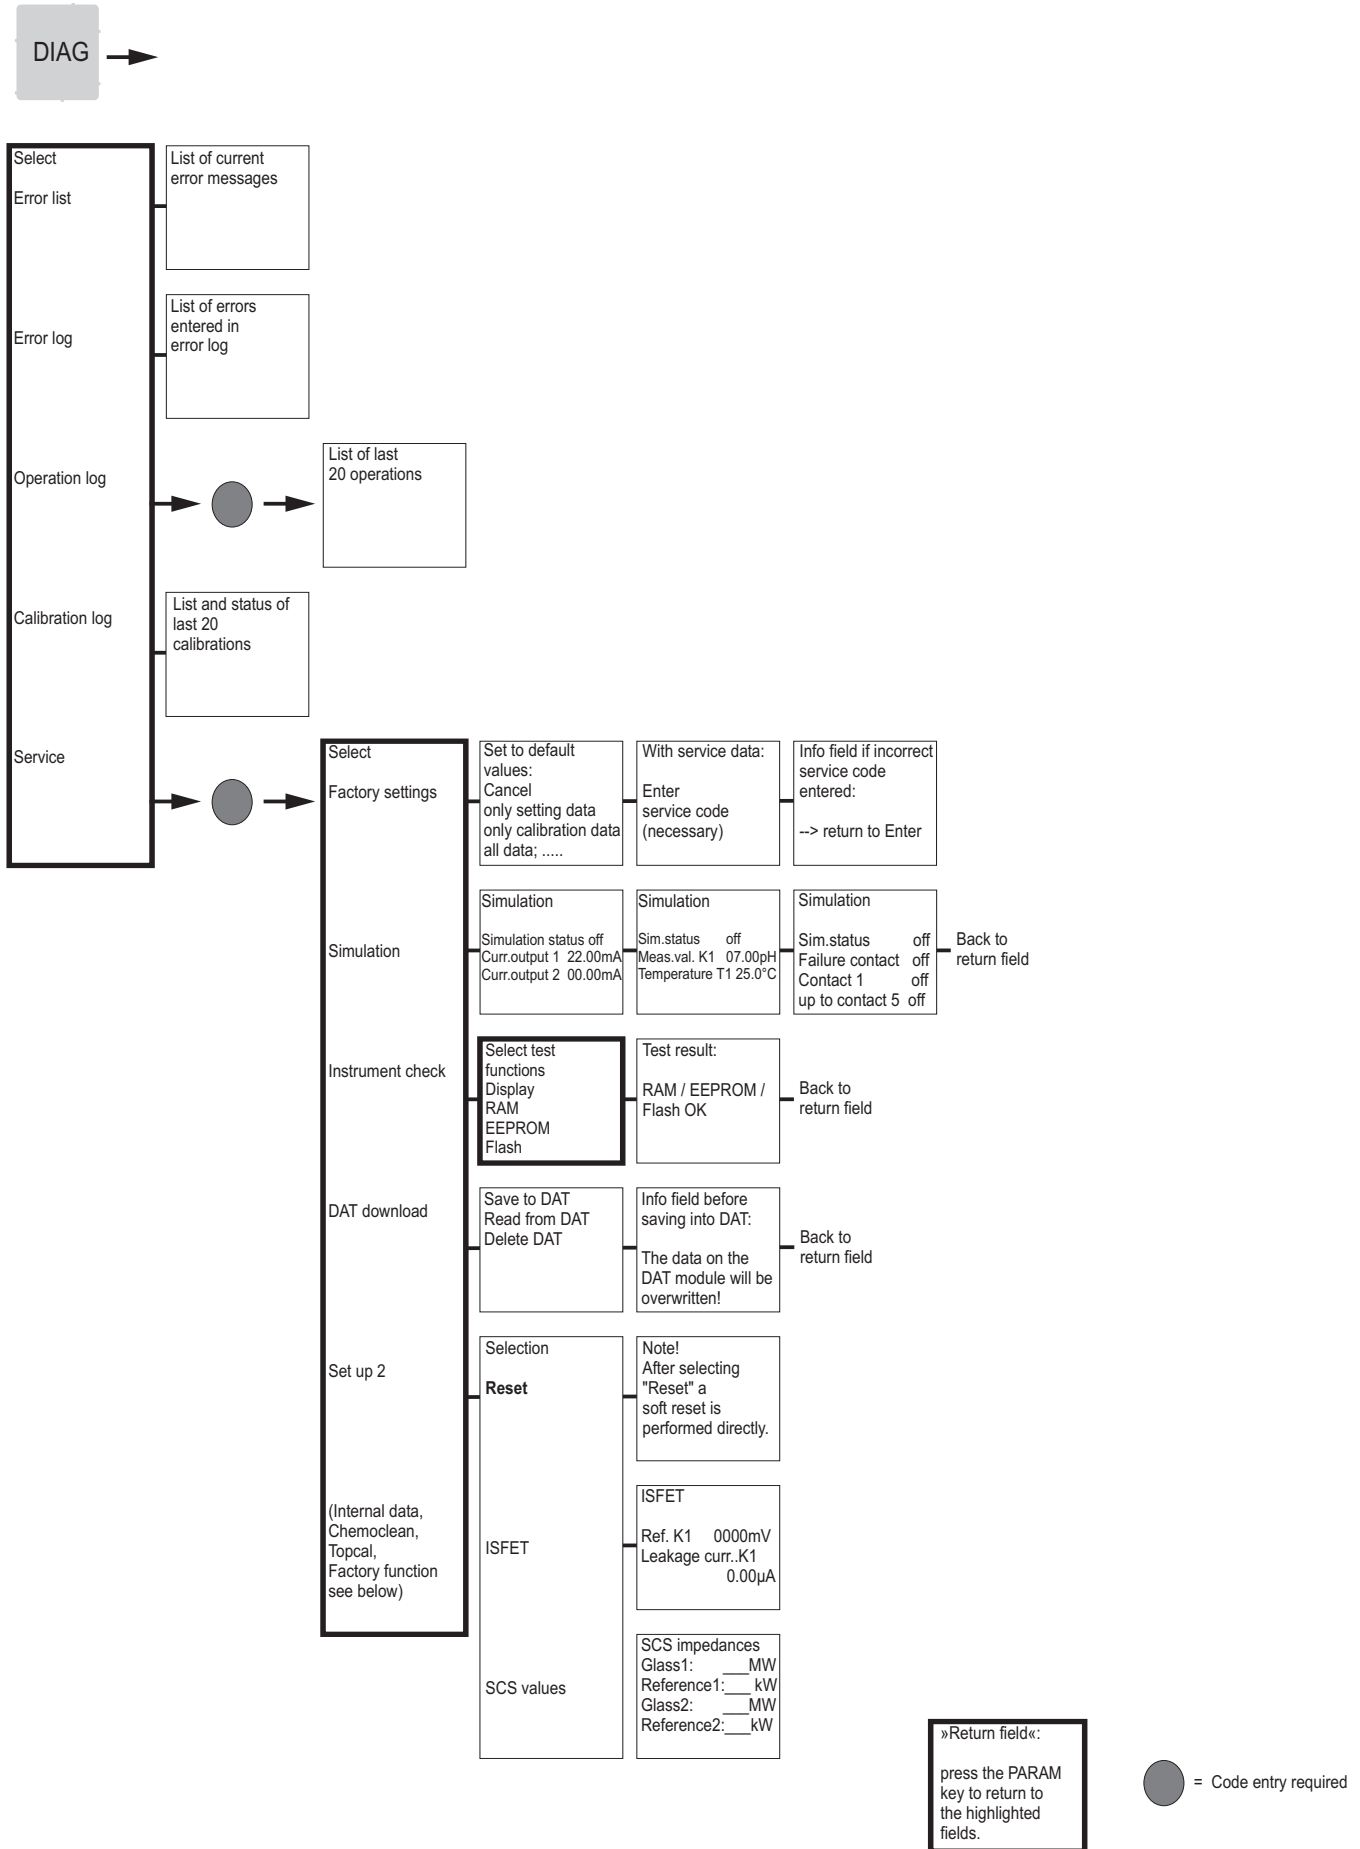 DIAG
Select
Error list
Error log
Operation log
Calibration log
Service
List of current
error messages
List of errors
entered in
error log
List of last
20 operations
List and status of
last 20
calibrations
Select
Factory settings
Simulation
Instrument check
DAT download
Set up 2
(Internal data,
Chemoclean,
Topcal,
Factory function
see below)
Set to default
values:
Cancel
only setting data
only calibration data
all data; .....
With service data:
Enter
service code
(necessary)
Info field if incorrect
service code
entered:
--> return to Enter
Simulation
Simulation status off
Curr.output 1 22.00mA
Curr.output 2 00.00mA
Simulation
Sim.status off
Meas.val. K1 07.00pH
Temperature T1 25.0°C
Simulation
Sim.status off
Failure contact off
Contact 1 off
up to contact 5 off
Back to
return field
Select test
functions
Display
RAM
EEPROM
Flash
Test result:
RAM / EEPROM /
Flash OK
Back to
return field
Save to DAT
Read from DAT
Delete DAT
Info field before
saving into DAT:
The data on the
DAT module will be
overwritten!
Back to
return field
Selection
Reset
ISFET
SCS values
Note!
After selecting
"Reset" a
soft reset is
performed directly.
ISFET
Ref. K1 0000mV
Leakage curr..K1
0.00µA
SCS impedances
Glass1: ___MW
Reference1:___ kW
Glass2: ___MW
Reference2:___kW
»Return field«:
press the PARAM
key to return to
the highlighted
fields.
= Code entry required